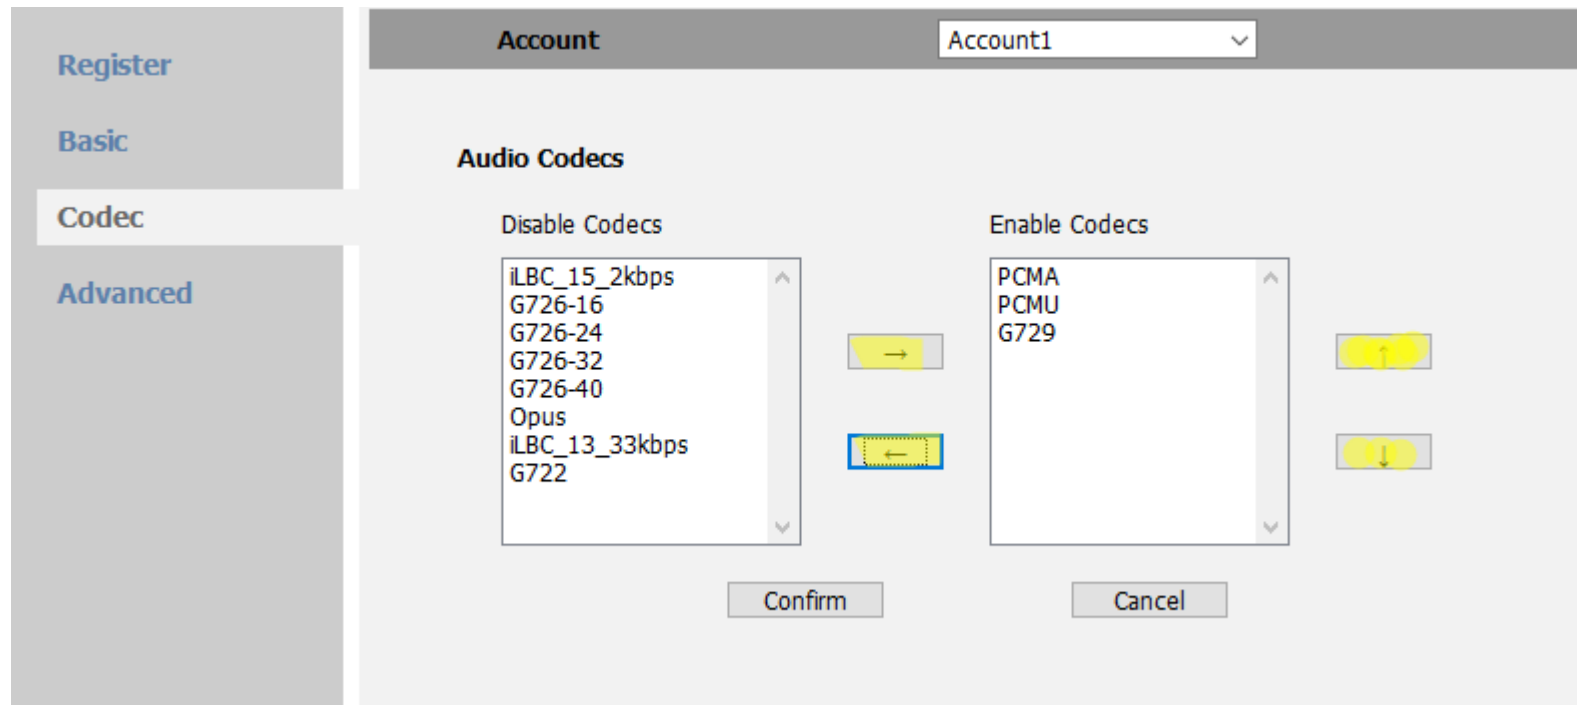 Register
Basic
Codec
Advanced
Account Account1
Audio Codecs
Disable Codecs
iLBC_15_2kbps
G726-16
G726-24
G726-32
G726-40
Opus
iLBC_13_33kbps
G722
→
←
Enable Codecs
PCMA
PCMU
G729
↑
↓
Confirm Cancel